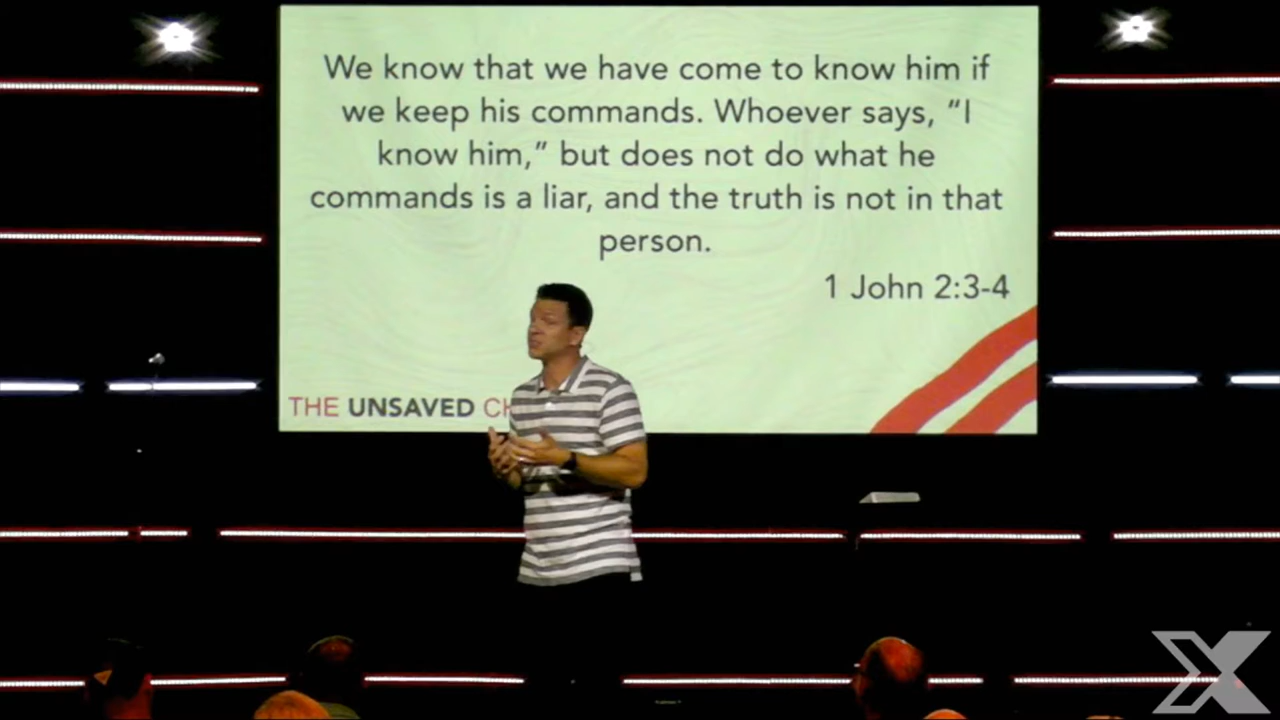 We know that we have come to know him if
we keep his commands. Whoever says, “I
know him,” but does not do what he
commands is a liar, and the truth is not in that
person.
1 John 2:3-4
THE UNSAVED
X